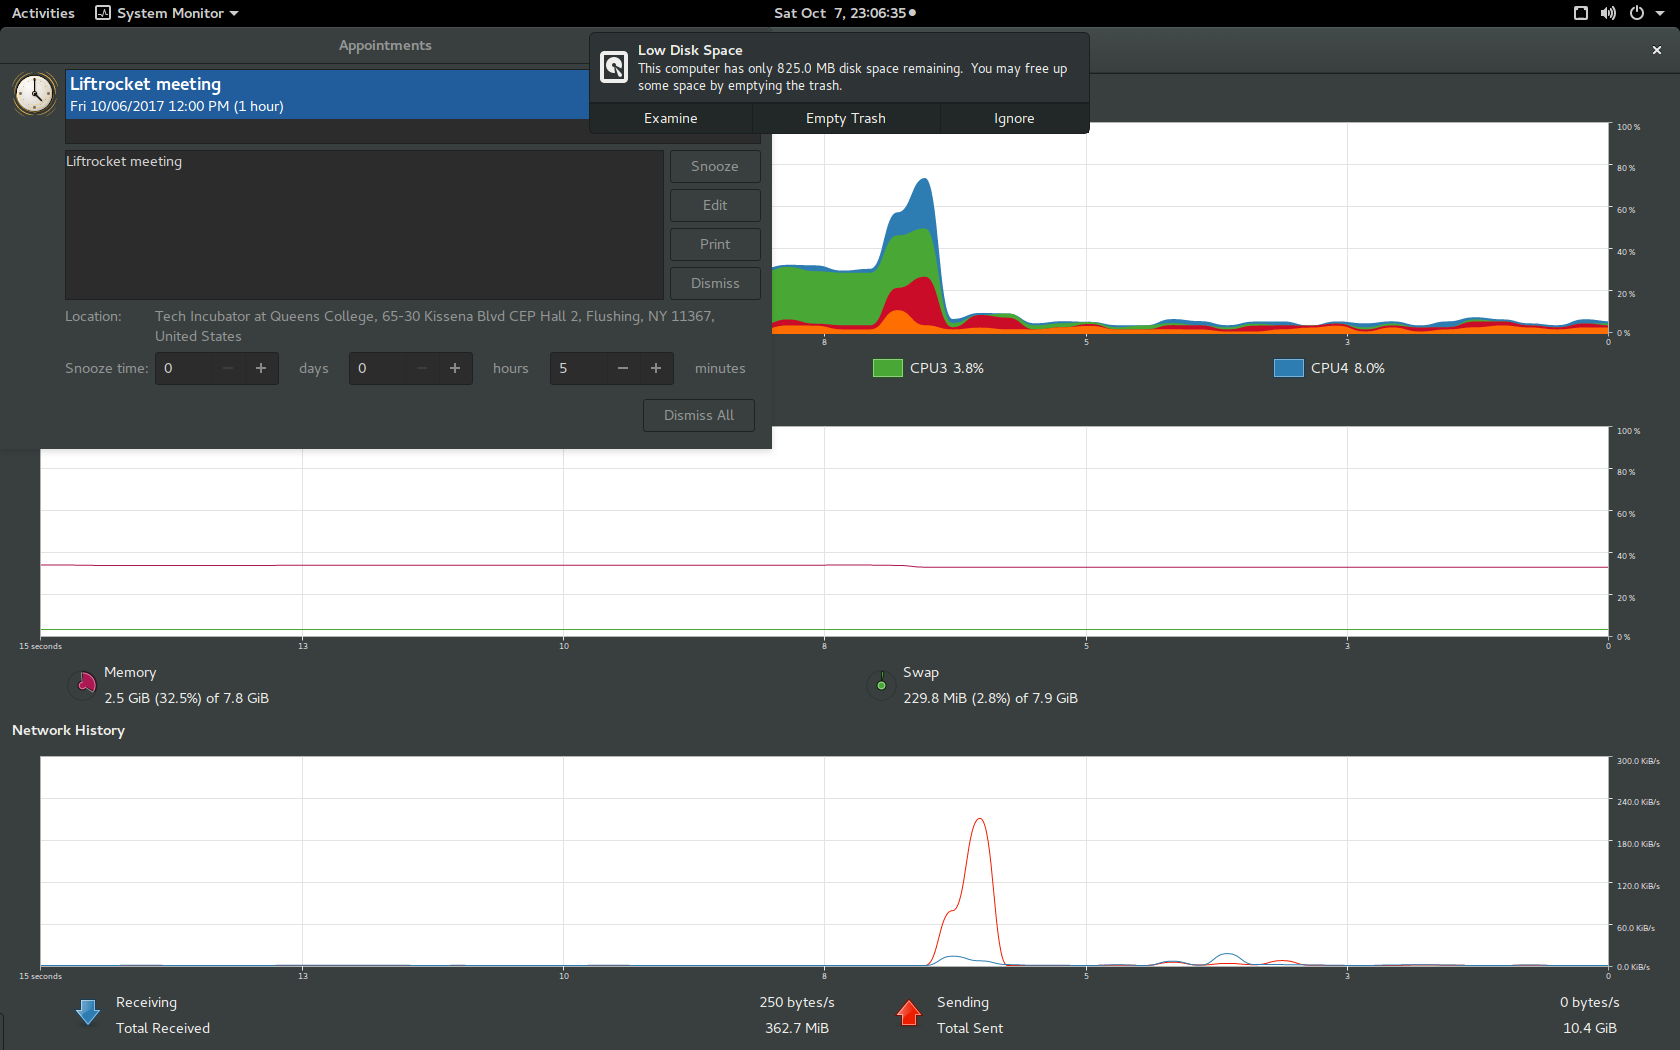 Activities
System Monitor
Sat Oct  7, 23:06:35
Appointments
Liftrocket meeting
Fri 10/06/2017 12:00 PM (1 hour)
Liftrocket meeting
Snooze
Edit
Print
Dismiss
Location:
Tech Incubator at Queens College, 65-30 Kissena Blvd CEP Hall 2, Flushing, NY 11367,
United States
Snooze time: 0 days 0 hours 5 minutes
Dismiss All
Low Disk Space
This computer has only 825.0 MB disk space remaining.  You may free up
some space by emptying the trash.
Examine
Empty Trash
Ignore
100 %
80 %
60 %
40 %
20 %
0 %
8 5 3 0
CPU3 3.8%
CPU4 8.0%
100 %
80 %
60 %
40 %
20 %
0 %
15 seconds 13 10 8 5 3 0
Memory
2.5 GiB (32.5%) of 7.8 GiB
Swap
229.8 MiB (2.8%) of 7.9 GiB
Network History
300.0 KiB/s
240.0 KiB/s
180.0 KiB/s
120.0 KiB/s
60.0 KiB/s
0.0 KiB/s
15 seconds 13 10 8 5 3 0
Receiving 250 bytes/s
Total Received 362.7 MiB
Sending 0 bytes/s
Total Sent 10.4 GiB